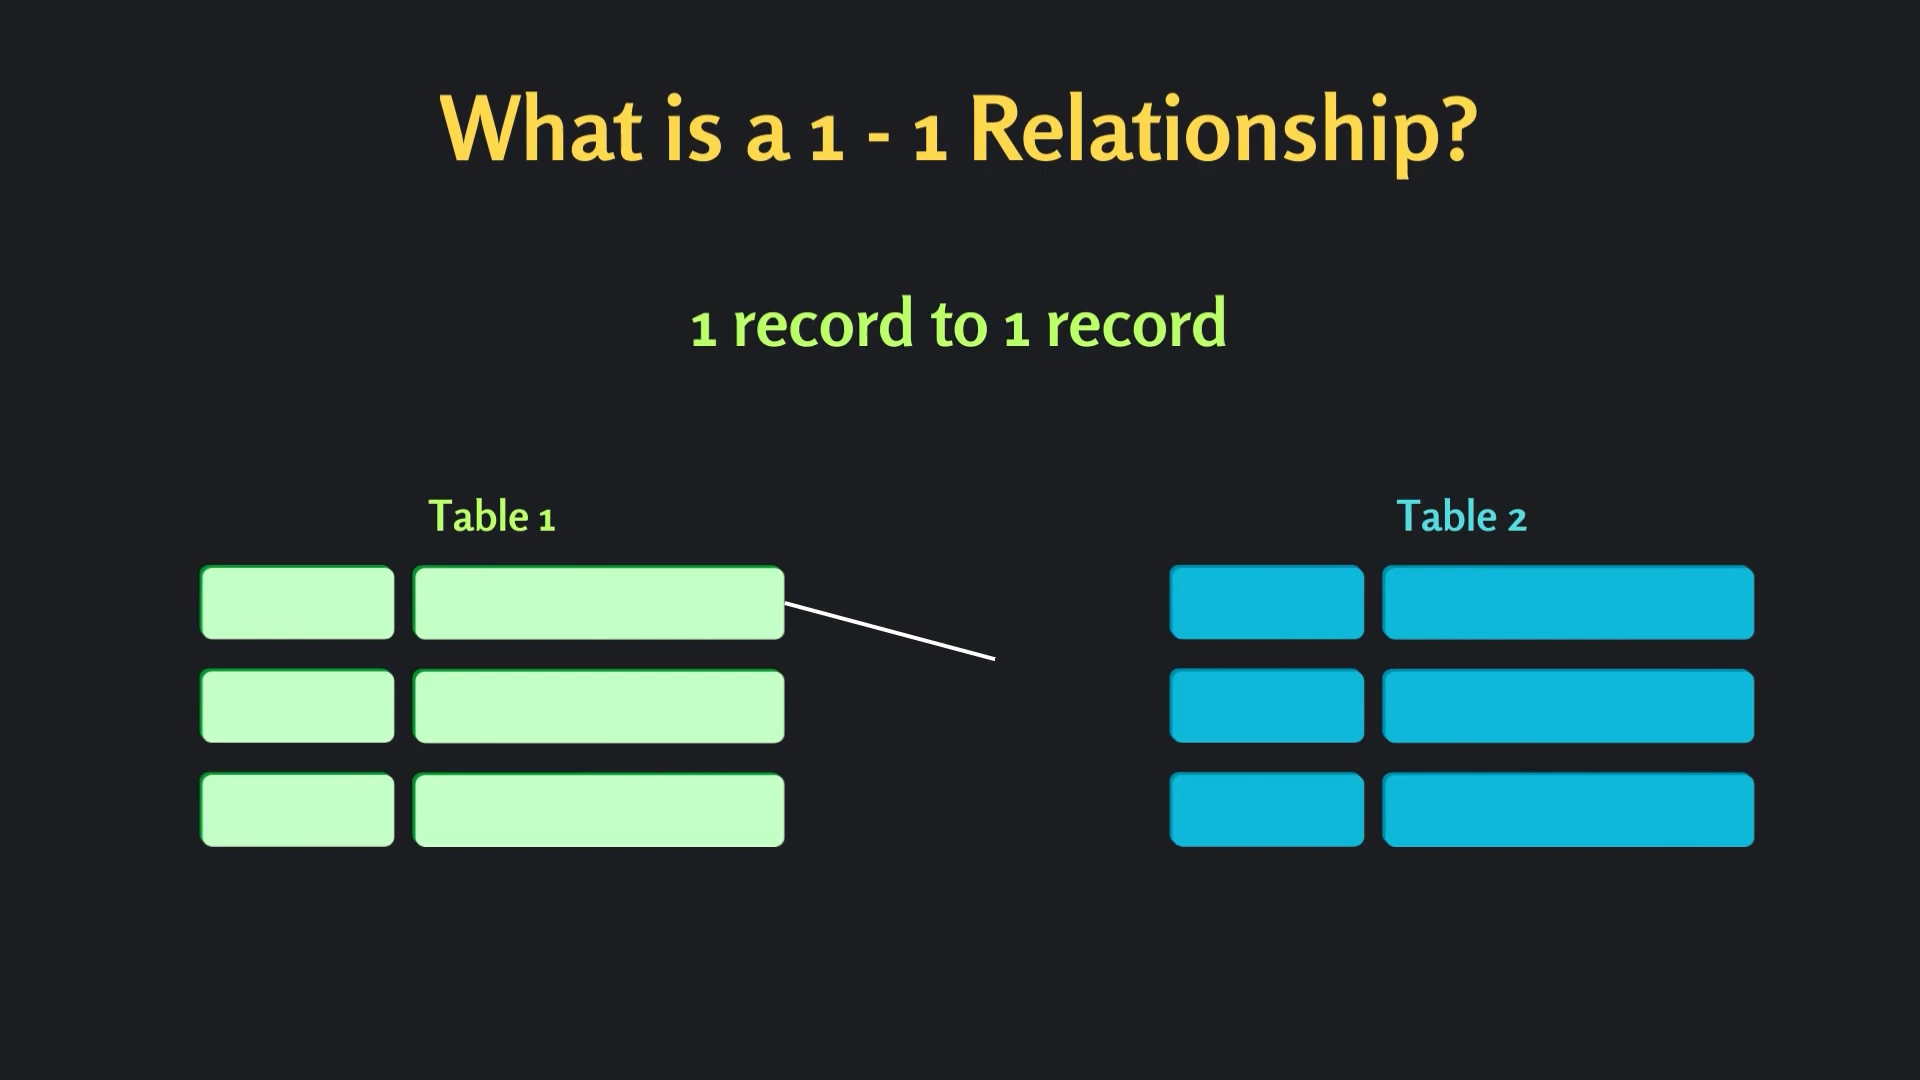 What is a 1 - 1 Relationship?
1 record to 1 record
Table 1
Table 2